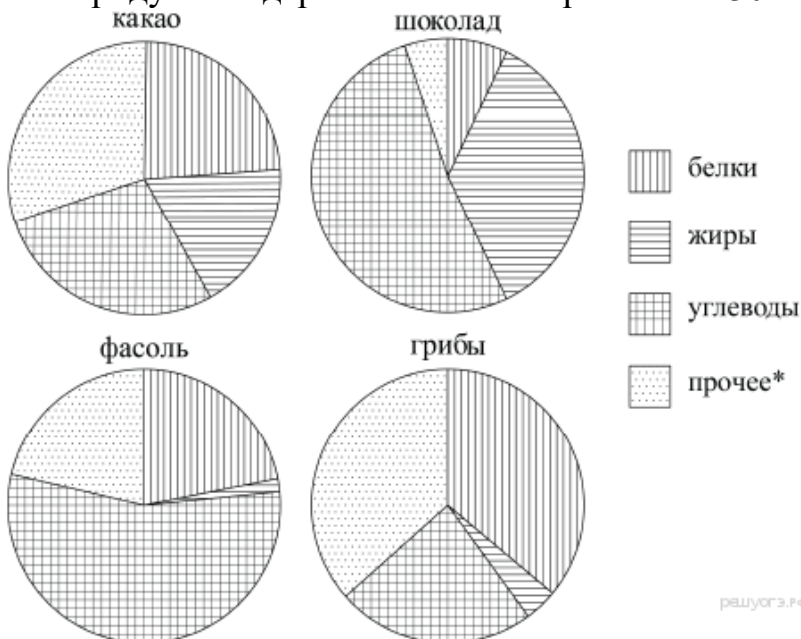 какао
шоколад
белки
жиры
углеводы
прочее*
фасоль
грибы